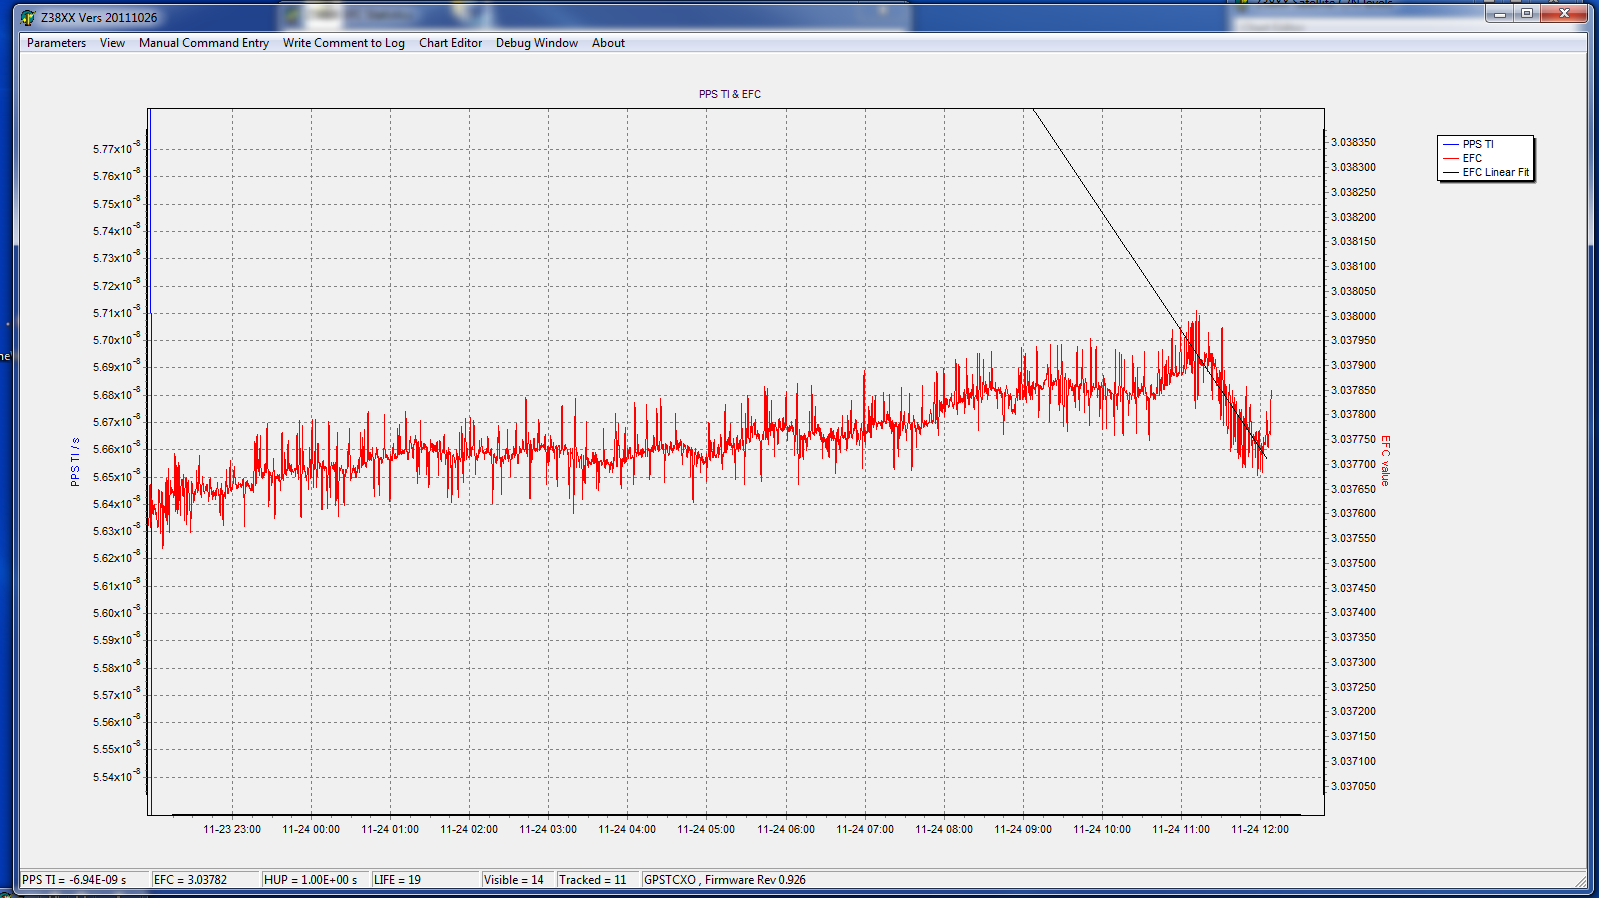 Z38XX Vers 20111026
Parameters View Manual Command Entry Write Comment to Log Chart Editor Debug Window About
PPS TI & EFC
PPS TI
EFC
EFC Linear Fit
5.77x10 -8
5.76x10 -8
5.75x10 -8
5.74x10 -8
5.73x10 -8
5.72x10 -8
5.71x10 -8
5.70x10 -8
5.69x10 -8
5.68x10 -8
5.67x10 -8
5.66x10 -8
5.65x10 -8
5.64x10 -8
5.63x10 -8
5.62x10 -8
5.61x10 -8
5.60x10 -8
5.59x10 -8
5.58x10 -8
5.57x10 -8
5.56x10 -8
5.55x10 -8
5.54x10 -8
PPS TI / s
3.038350
3.038300
3.038250
3.038200
3.038150
3.038100
3.038050
3.038000
3.037950
3.037900
3.037850
3.037800
3.037750
3.037700
3.037650
3.037600
3.037550
3.037500
3.037450
3.037400
3.037350
3.037300
3.037250
3.037200
3.037150
3.037100
3.037050
EFC value
11-23 23:00 11-24 00:00 11-24 01:00 11-24 02:00 11-24 03:00 11-24 04:00 11-24 05:00 11-24 06:00 11-24 07:00 11-24 08:00 11-24 09:00 11-24 10:00 11-24 11:00 11-24 12:00
PPS TI = -6.94E-09 s EFC = 3.03782 HUP = 1.00E+00 s LIFE = 19 Visible = 14 Tracked = 11 GPSTCXO , Firmware Rev 0.926